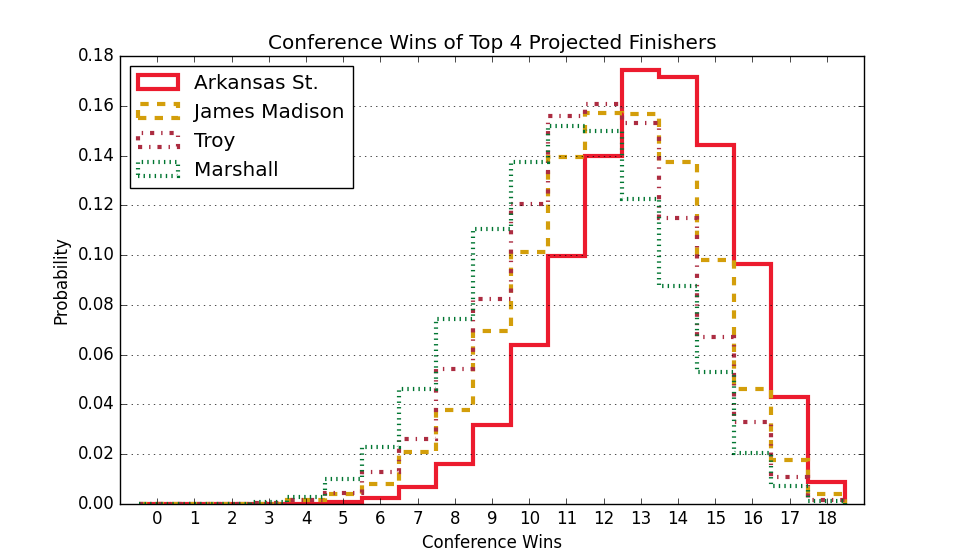 Conference Wins of Top 4 Projected Finishers
Arkansas St.
James Madison
Troy
Marshall
Probability
0.18
0.16
0.14
0.12
0.10
0.08
0.06
0.04
0.02
0.00
0 1 2 3 4 5 6 7 8 9 10 11 12 13 14 15 16 17 18
Conference Wins